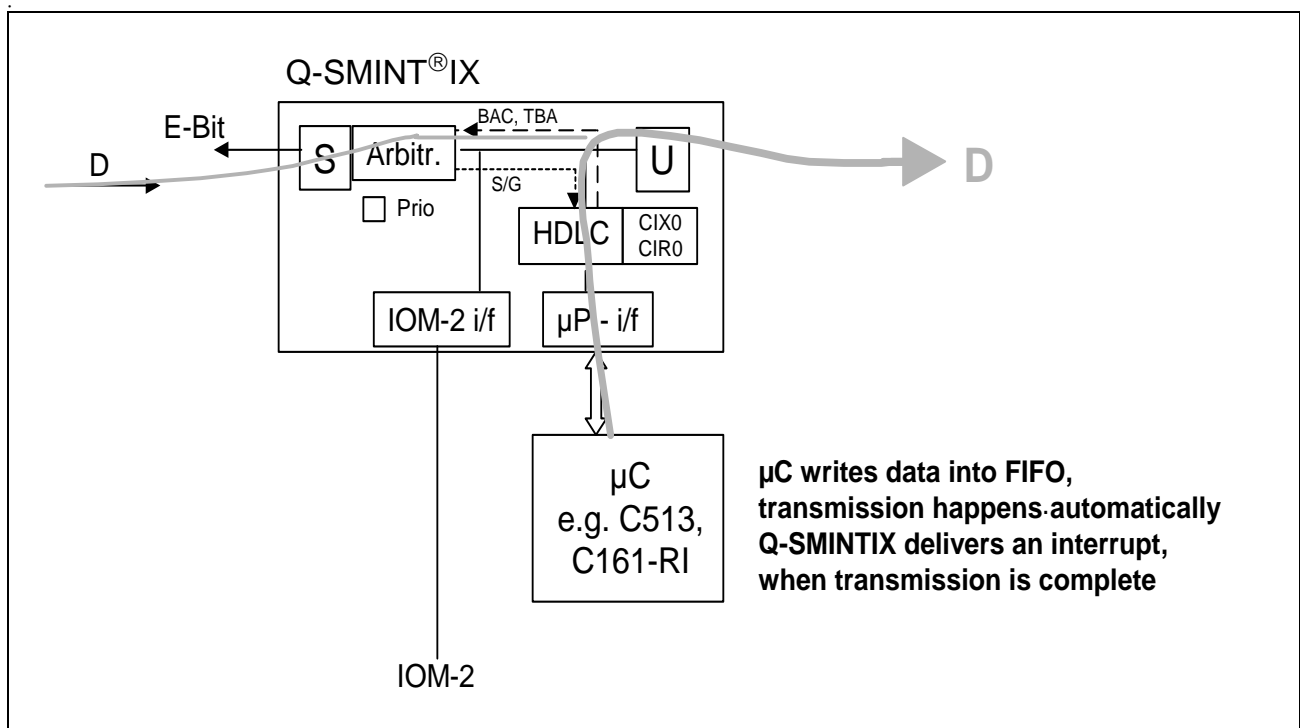 Q-SMINT®IX
BAC, TBA
E-Bit
S
Arbitr.
U
D
D
S/G
Prio
HDLC
CIX0
CIR0
IOM-2 i/f
µP - i/f
µC
e.g. C513,
C161-RI
µC writes data into FIFO,
transmission happens automatically
Q-SMINTIX delivers an interrupt,
when transmission is complete
IOM-2